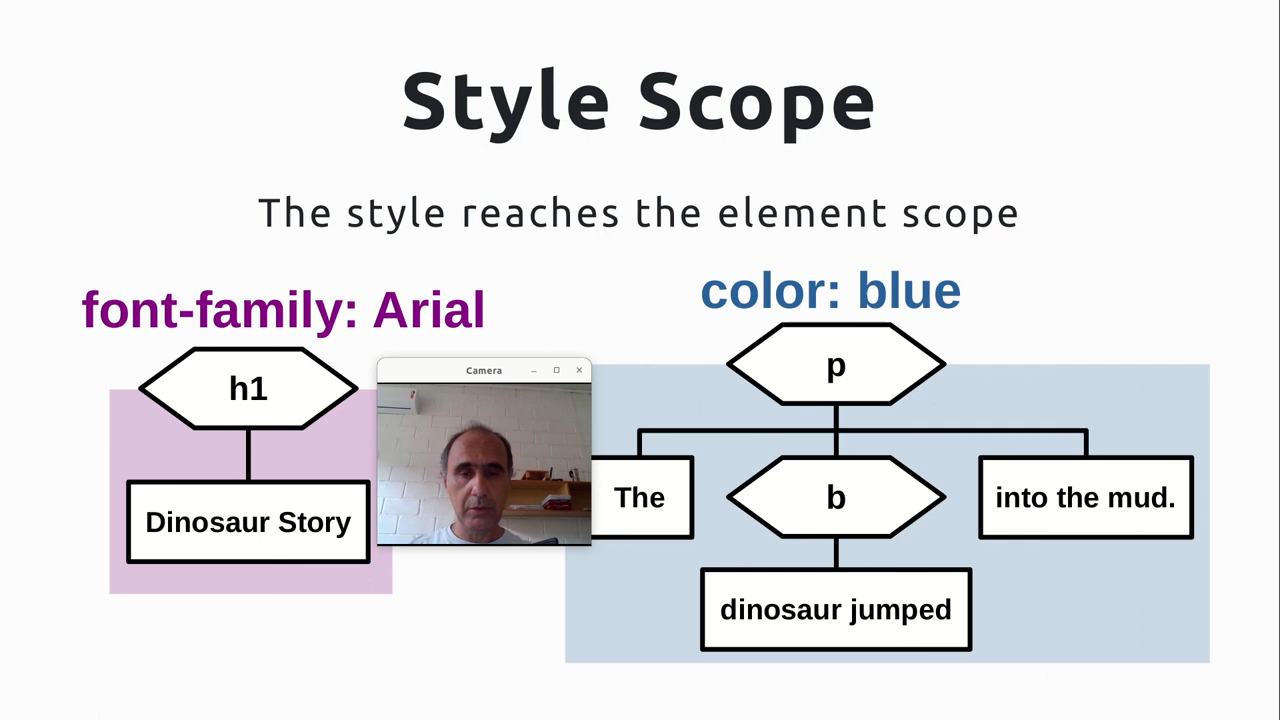 Style Scope
The style reaches the element scope
font-family: Arial
color: blue
h1
Dinosaur Story
Camera
p
The
b
into the mud.
dinosaur jumped